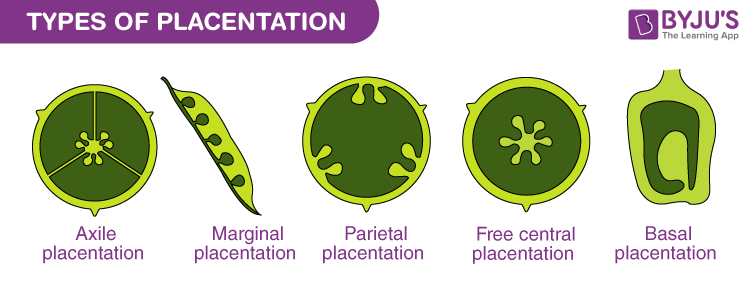 TYPES OF PLACENTATION
BYJU'S
The Learning App
Axile
placentation
Marginal
placentation
Parietal
placentation
Free central
placentation
Basal
placentation